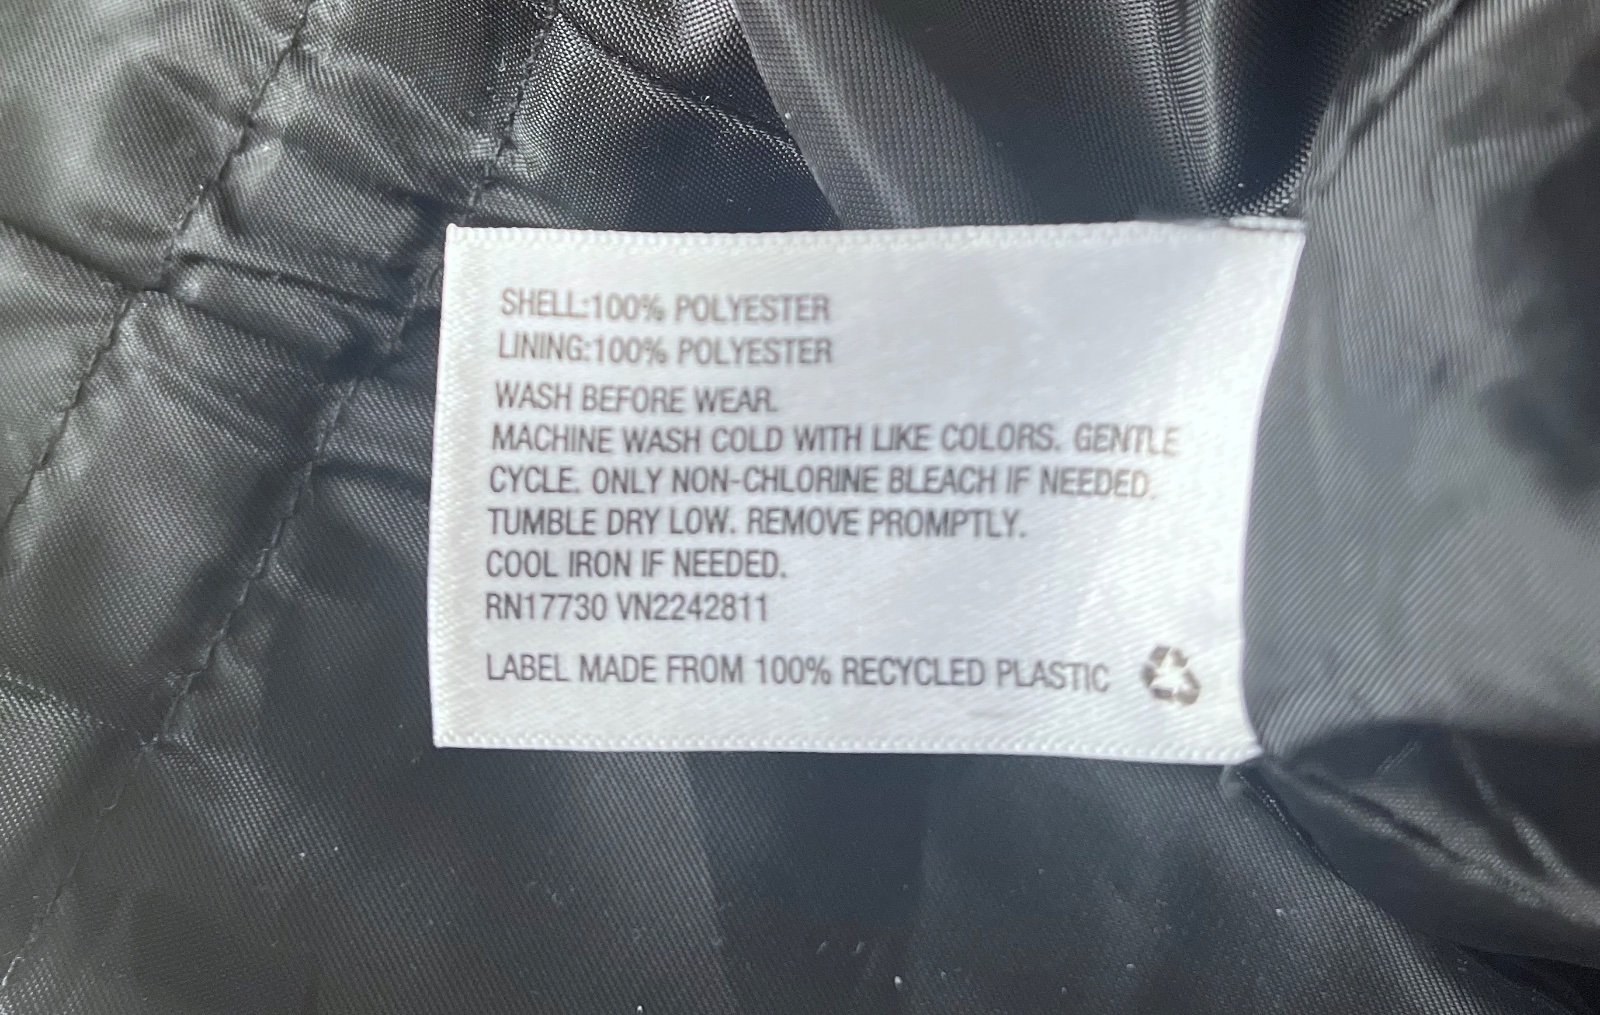 SHELL:100% POLYESTER
LINING:100% POLYESTER
WASH BEFORE WEAR.
MACHINE WASH COLD WITH LIKE COLORS. GENTLE
CYCLE. ONLY NON-CHLORINE BLEACH IF NEEDED.
TUMBLE DRY LOW. REMOVE PROMPTLY.
COOL IRON IF NEEDED.
RN17730 VN2242811
LABEL MADE FROM 100% RECYCLED PLASTIC